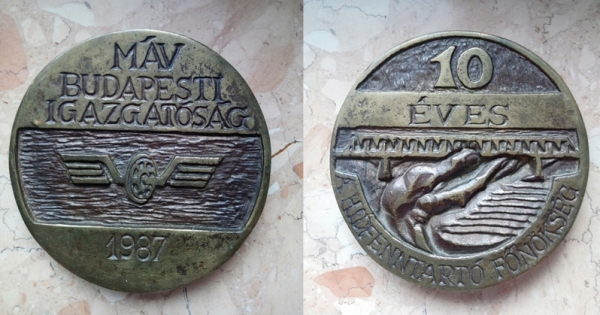 MÁV
BUDAPESTI
IGAZGATÓSÁG
1987
10
ÉVES
A HÍDFENNTARTÓ FŐNÖKSÉG